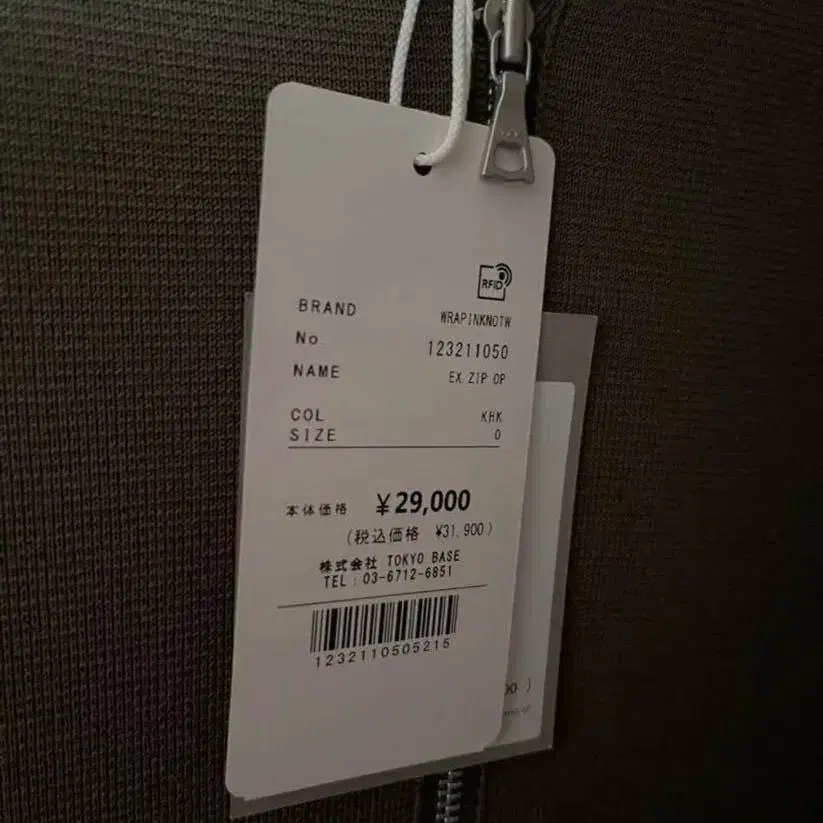 RFID
BRAND WRAPINKNOTW
No. 123211050
NAME EX.ZIP OP
COL KHK
SIZE 0
本体価格 ¥29,000
(税込価格 ¥31,900)
株式会社 TOKYO BASE
TEL:03-6712-6851
1232110505215
00 )